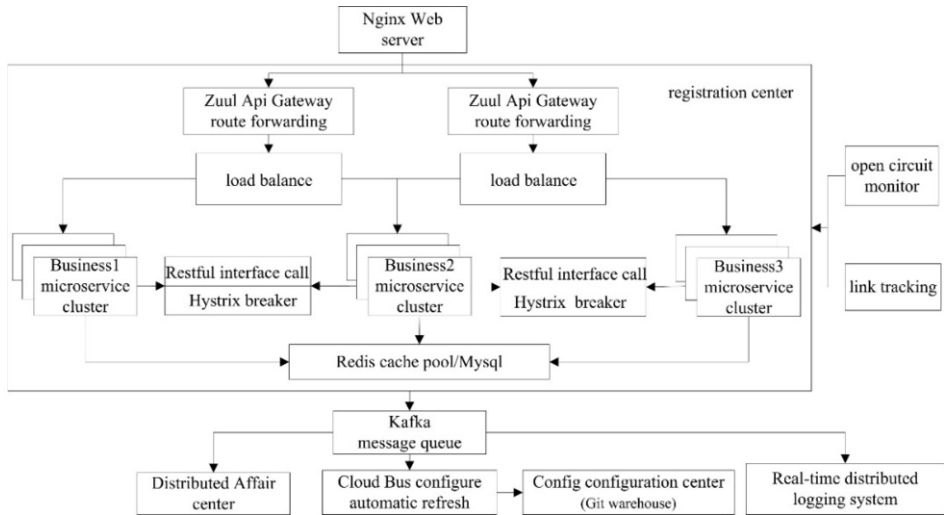 Nginx Web
server
registration center
Zuul Api Gateway
route forwarding
Zuul Api Gateway
route forwarding
load balance
load balance
open circuit
monitor
link tracking
Business1
microservice
cluster
Restful interface call
Hystrix breaker
Business2
microservice
cluster
Restful interface call
Hystrix breaker
Business3
microservice
cluster
Redis cache pool/Mysql
Kafka
message queue
Distributed Affair
center
Cloud Bus configure
automatic refresh
Config configuration center
(Git warehouse)
Real-time distributed
logging system